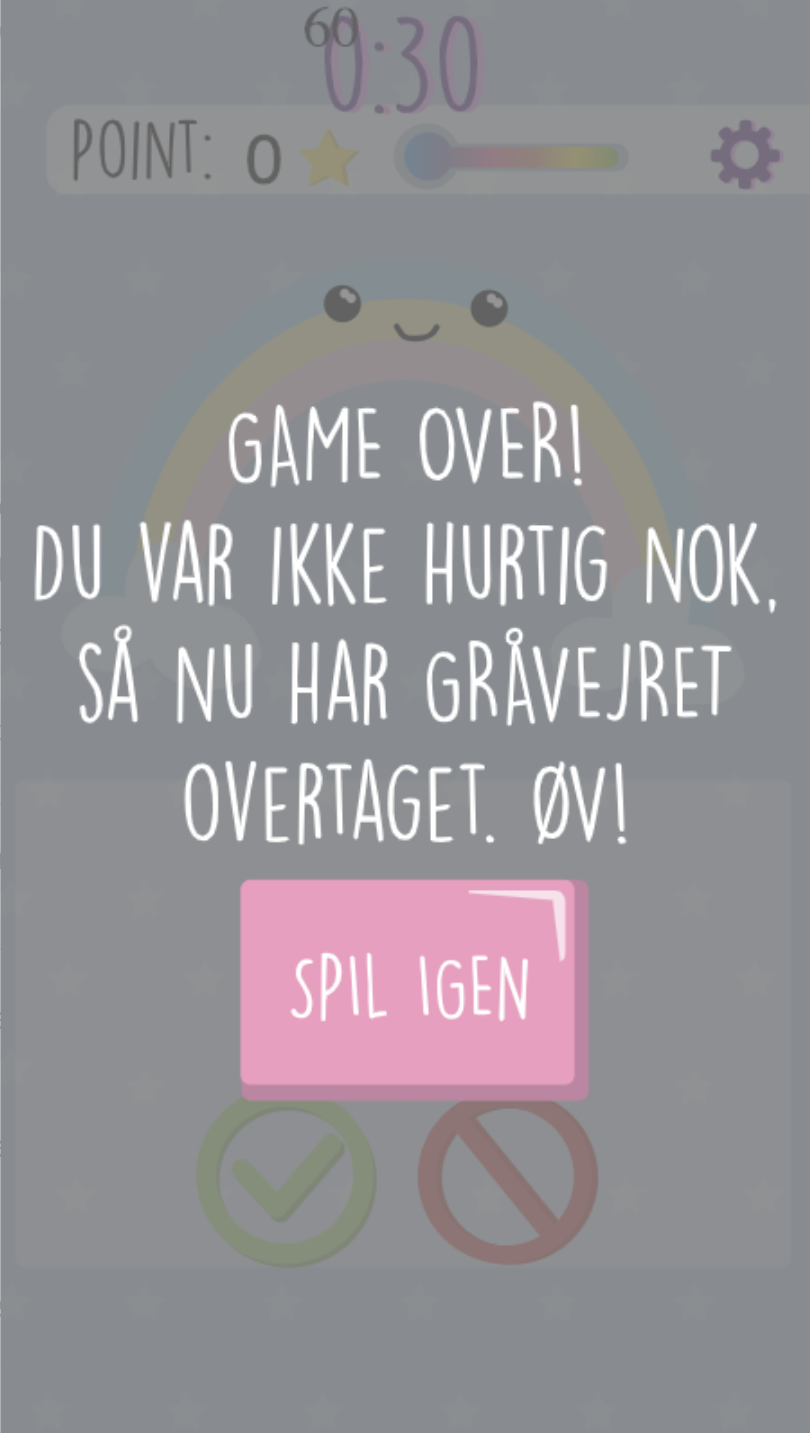 60
0:30
POINT: 0
GAME OVER!
DU VAR IKKE HURTIG NOK,
SÅ NU HAR GRÅVEJRET
OVERTAGET. ØV!
SPIL IGEN